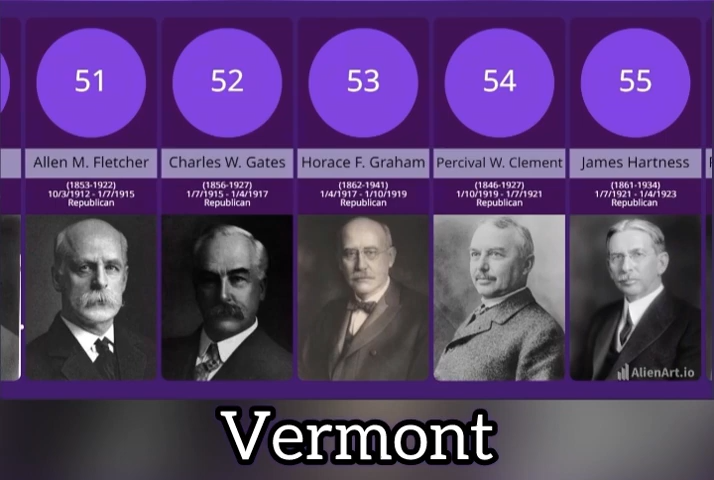 51
Allen M. Fletcher
(1853-1922)
10/3/1912 - 1/7/1915
Republican
52
Charles W. Gates
(1856-1927)
1/7/1915 - 1/4/1917
Republican
53
Horace F. Graham
(1862-1941)
1/4/1917 - 1/10/1919
Republican
54
Percival W. Clement
(1846-1927)
1/10/1919 - 1/7/1921
Republican
55
James Hartness
(1861-1934)
1/7/1921 - 1/4/1923
Republican
AlienArt.io
Vermont